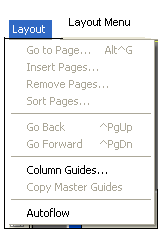 Layout Layout Menu
Go to Page... Alt^G
Insert Pages...
Remove Pages...
Sort Pages...
Go Back ^PgUp
Go Forward ^PgDn
Column Guides...
Copy Master Guides
Autoflow